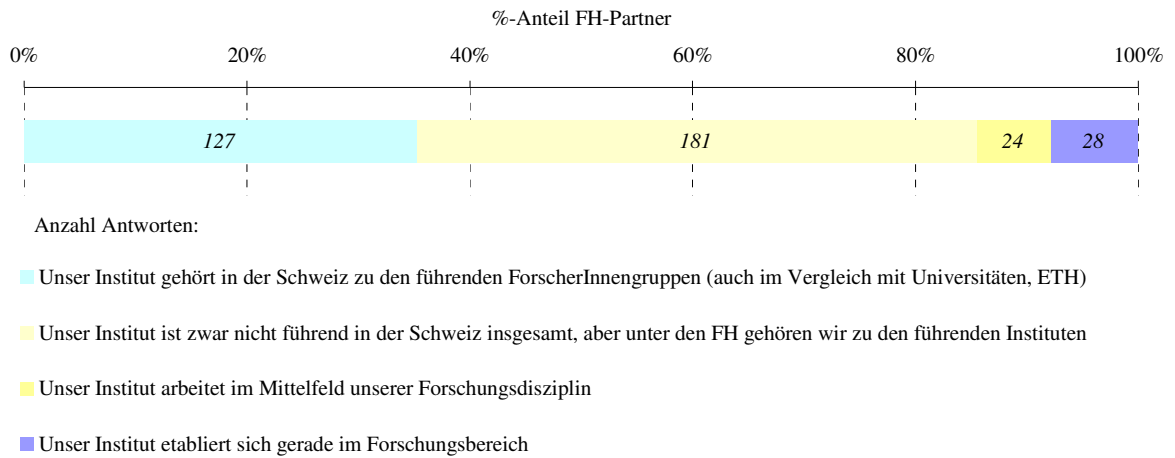 %-Anteil FH-Partner
0% 20% 40% 60% 80% 100%
127 181 24 28
Anzahl Antworten:
Unser Institut gehört in der Schweiz zu den führenden ForscherInnengruppen (auch im Vergleich mit Universitäten, ETH)
Unser Institut ist zwar nicht führend in der Schweiz insgesamt, aber unter den FH gehören wir zu den führenden Instituten
Unser Institut arbeitet im Mittelfeld unserer Forschungsdisziplin
Unser Institut etabliert sich gerade im Forschungsbereich